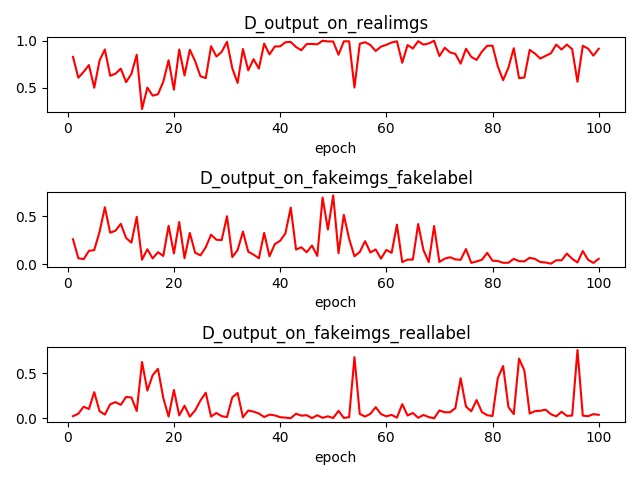 D_output_on_realimgs
1.0
0.5
0 20 40 60 80 100
epoch
D_output_on_fakeimgs_fakelabel
0.5
0.0
0 20 40 60 80 100
epoch
D_output_on_fakeimgs_reallabel
0.5
0.0
0 20 40 60 80 100
epoch